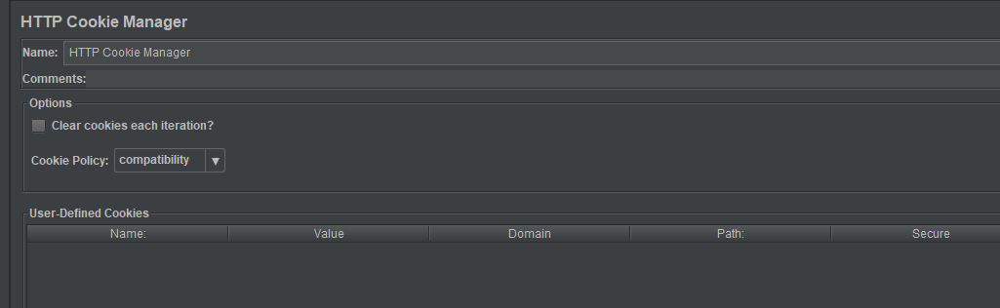 HTTP Cookie Manager
Name: HTTP Cookie Manager
Comments:
Options
Clear cookies each iteration?
Cookie Policy: compatibility
User-Defined Cookies
Name: Value Domain Path: Secure